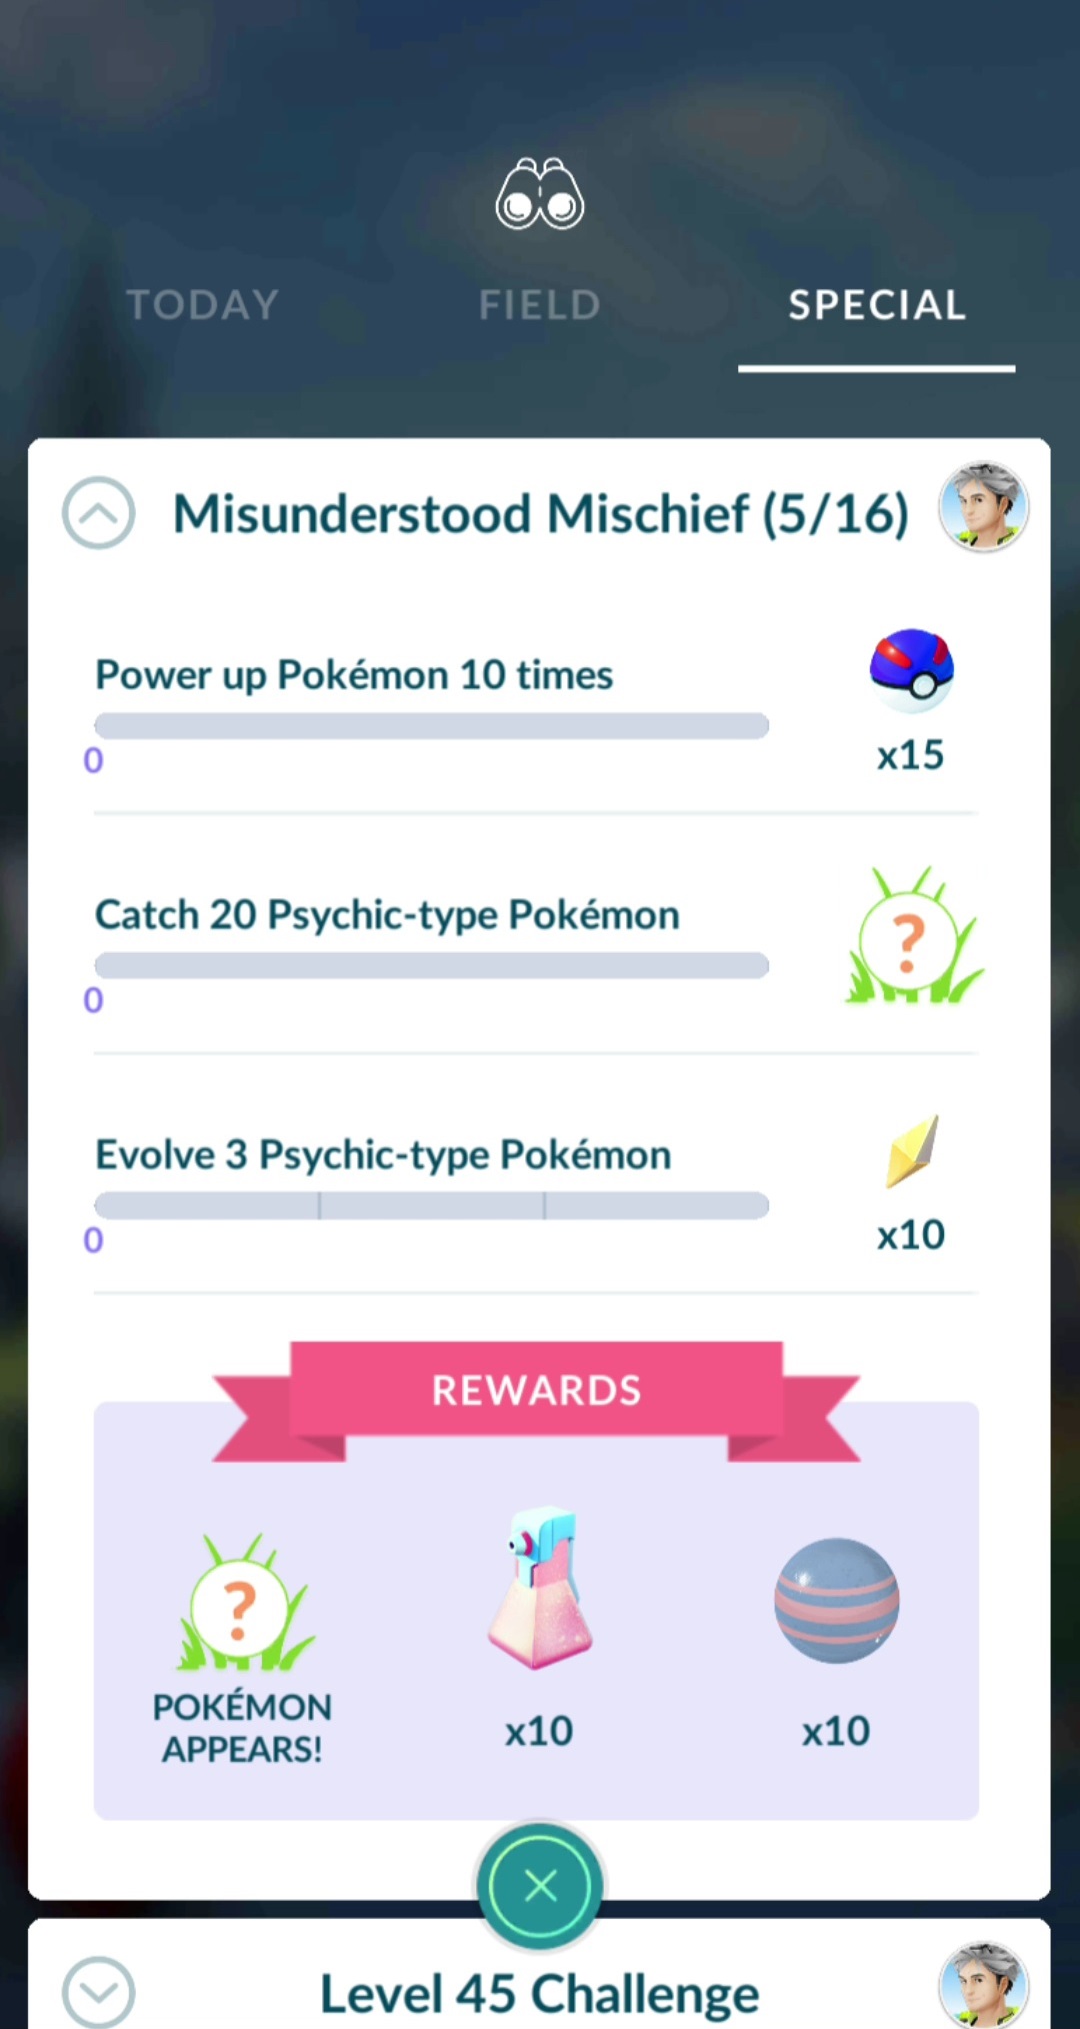 TODAY FIELD SPECIAL
Misunderstood Mischief (5/16)
Power up Pokémon 10 times
0
x15
Catch 20 Psychic-type Pokémon
?
0
Evolve 3 Psychic-type Pokémon
0
x10
REWARDS
?
POKÉMON
APPEARS!
x10
x10
Level 45 Challenge